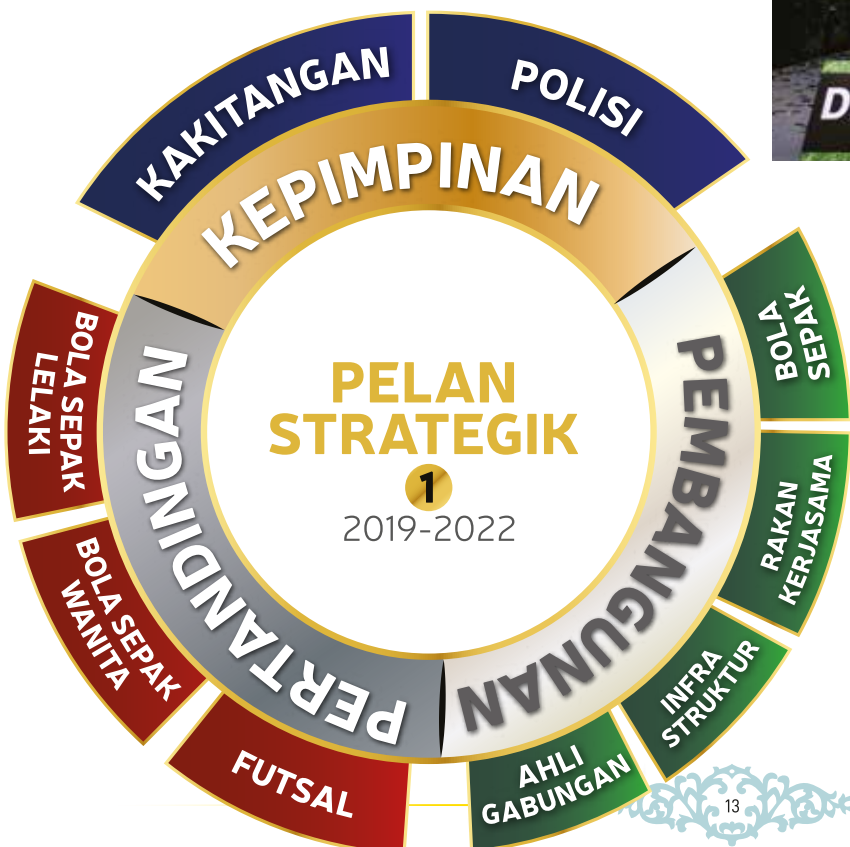 KAKITANGAN
POLISI
KEPIMPINAN
D
BOLA
SEPAK
PEMBANGUNAN
RAKAN
KERJASAMA
INFRA
STRUKTUR
AHLI
GABUNGAN
PERTANDINGAN
BOLA SEPAK
LELAKI
BOLA SEPAK
WANITA
FUTSAL
PELAN
STRATEGIK
1
2019-2022
13